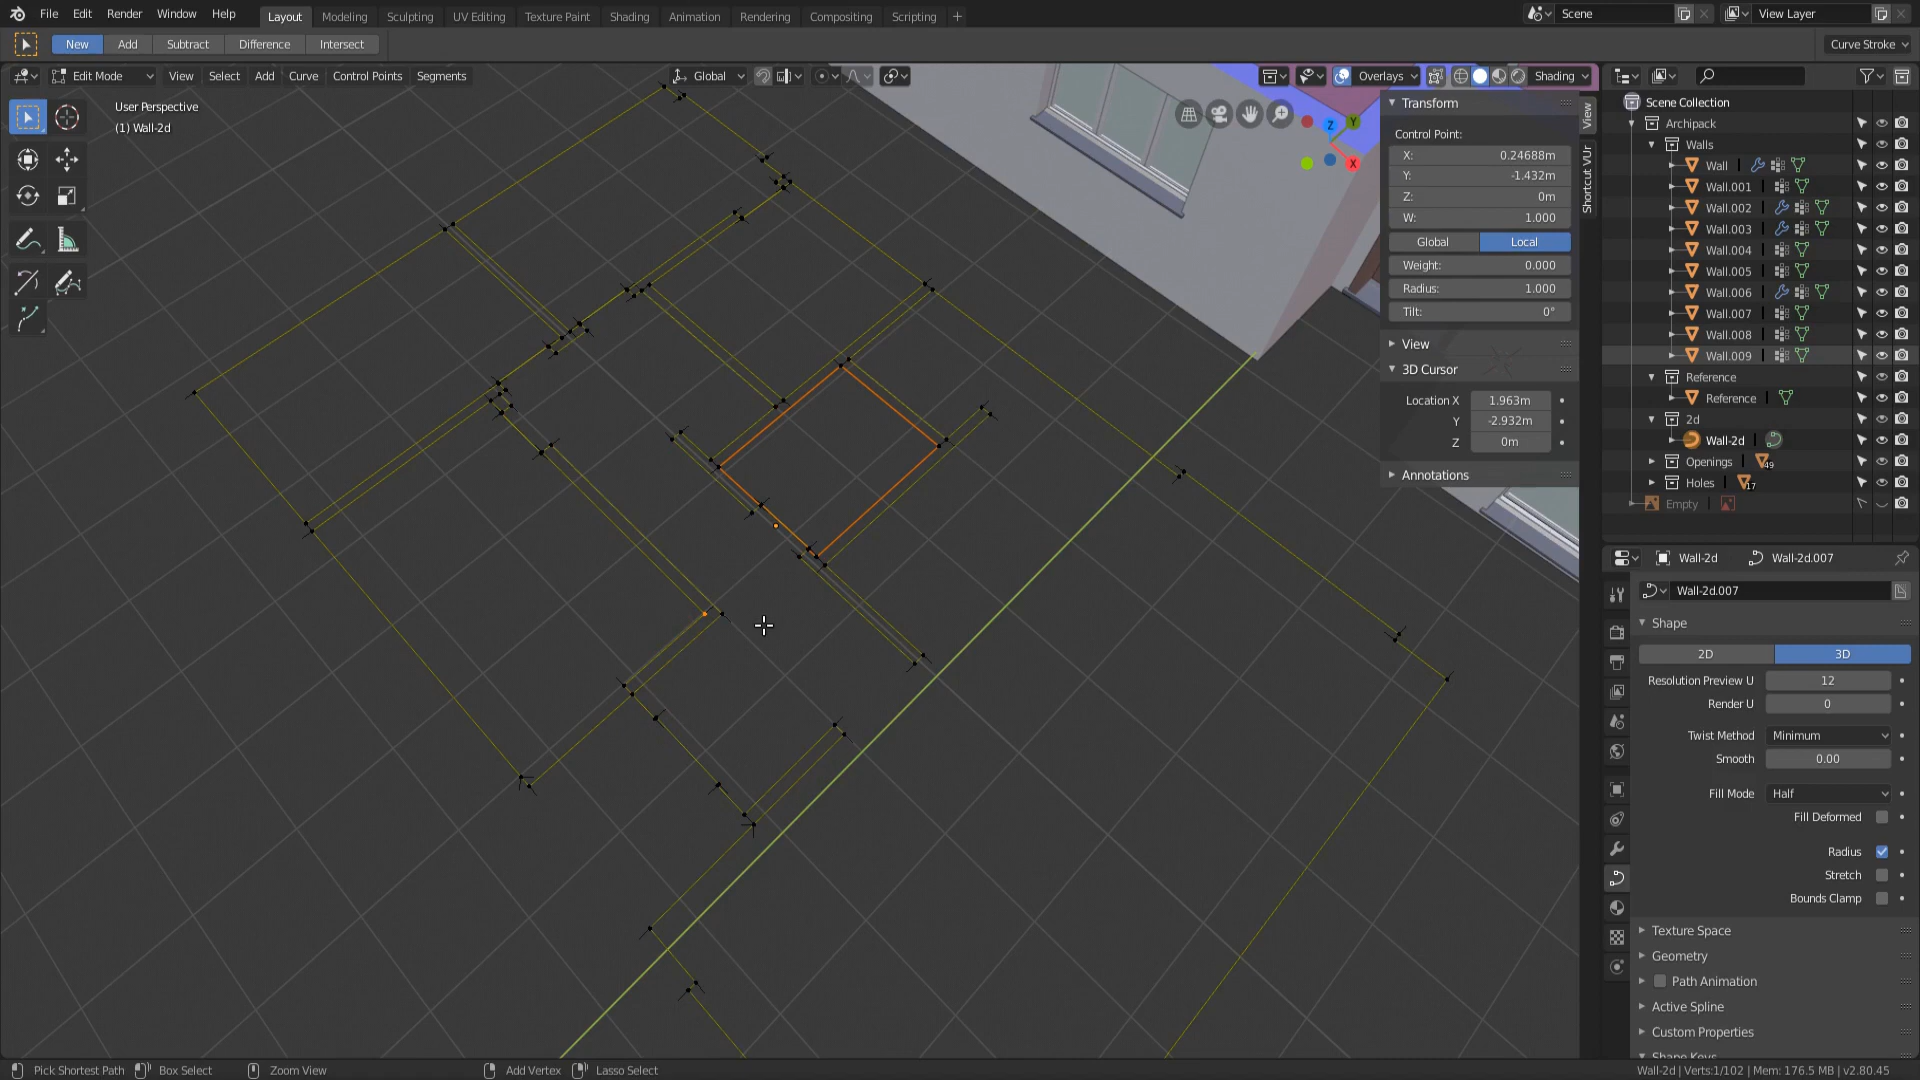 File Edit Render Window Help Layout Modeling Sculpting UV Editing Texture Paint Shading Animation Rendering Compositing Scripting + Scene View Layer
New Add Subtract Difference Intersect Curve Stroke
Edit Mode View Select Add Curve Control Points Segments Global Overlays Shading
User Perspective
(1) Wall-2d
Z Y
X
Transform
Control Point:
X: 0.24688m
Y: -1.432m
Z: 0m
W: 1.000
Global Local
Weight: 0.000
Radius: 1.000
Tilt: 0°
View
3D Cursor
Location X 1.963m
Y -2.932m
Z 0m
Annotations
View
Shortcut VUr
Scene Collection
Archipack
Walls
Wall
Wall.001
Wall.002
Wall.003
Wall.004
Wall.005
Wall.006
Wall.007
Wall.008
Wall.009
Reference
Reference
2d
Wall-2d
Openings 49
Holes 17
Empty
Wall-2d Wall-2d.007
Wall-2d.007
Shape
2D 3D
Resolution Preview U 12
Render U 0
Twist Method Minimum
Smooth 0.00
Fill Mode Half
Fill Deformed
Radius
Stretch
Bounds Clamp
Texture Space
Geometry
Path Animation
Active Spline
Custom Properties
Shape Keys
Pick Shortest Path Box Select Zoom View Add Vertex Lasso Select Wall-2d | Verts:1/102 | Mem: 176.5 MB | v2.80.45